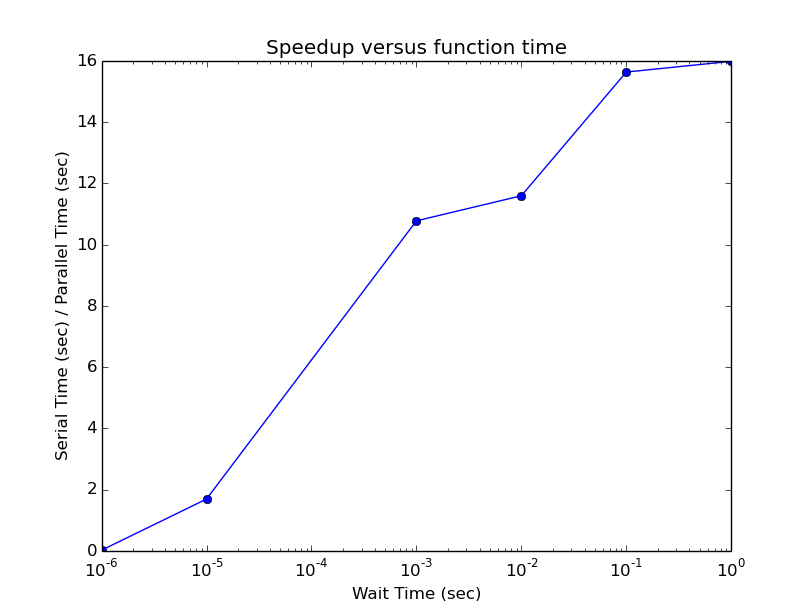 Speedup versus function time
Serial Time (sec) / Parallel Time (sec)
16
14
12
10
8
6
4
2
0
10^-6 10^-5 10^-4 10^-3 10^-2 10^-1 10^0
Wait Time (sec)